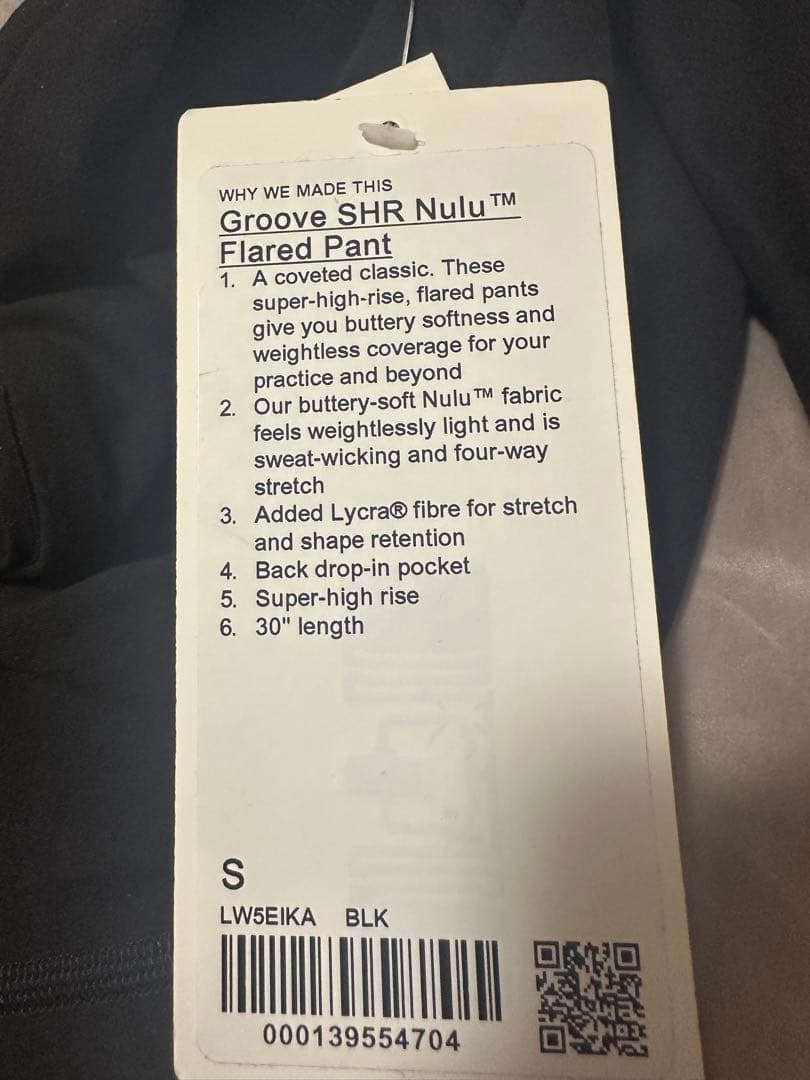 WHY WE MADE THIS
Groove SHR Nulu™
Flared Pant
1. A coveted classic. These
super-high-rise, flared pants
give you buttery softness and
weightless coverage for your
practice and beyond
2. Our buttery-soft Nulu™ fabric
feels weightlessly light and is
sweat-wicking and four-way
stretch
3. Added Lycra® fibre for stretch
and shape retention
4. Back drop-in pocket
5. Super-high rise
6. 30" length
S
LW5EIKA BLK
000139554704